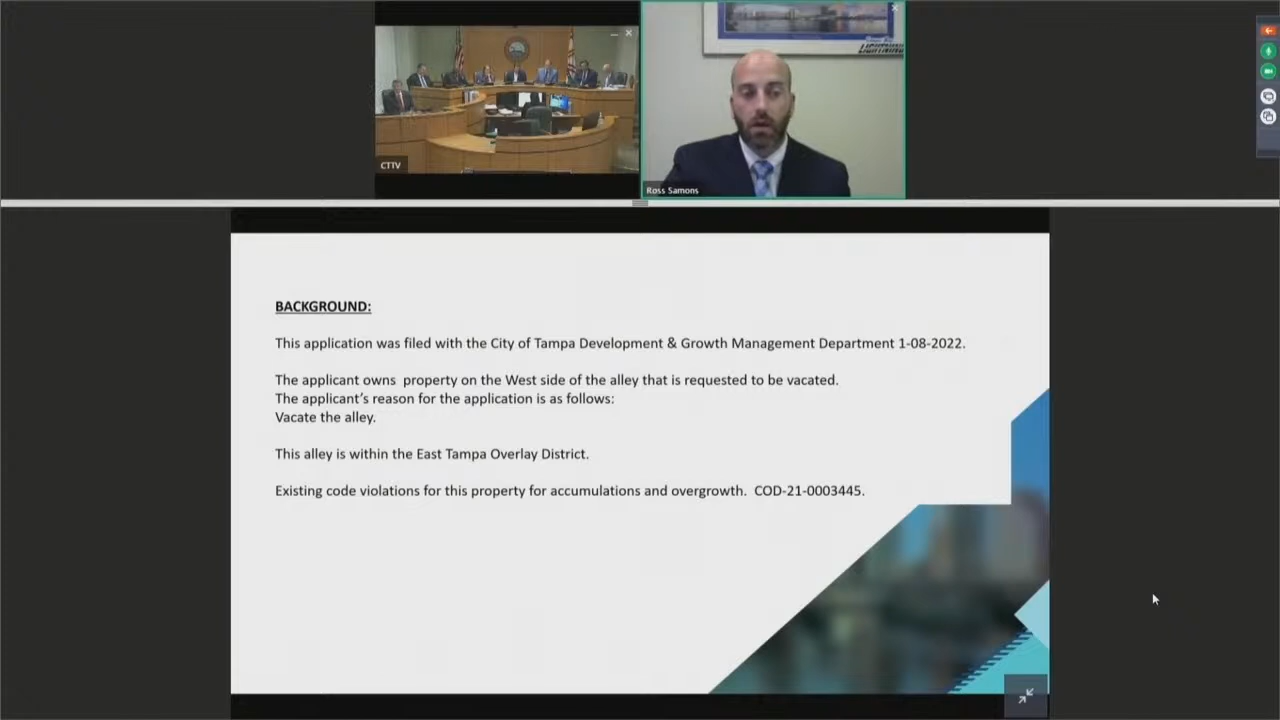 CTTV
Ross Samons
BACKGROUND:
This application was filed with the City of Tampa Development & Growth Management Department 1-08-2022.
The applicant owns property on the West side of the alley that is requested to be vacated.
The applicant's reason for the application is as follows:
Vacate the alley.
This alley is within the East Tampa Overlay District.
Existing code violations for this property for accumulations and overgrowth. COD-21-0003445.